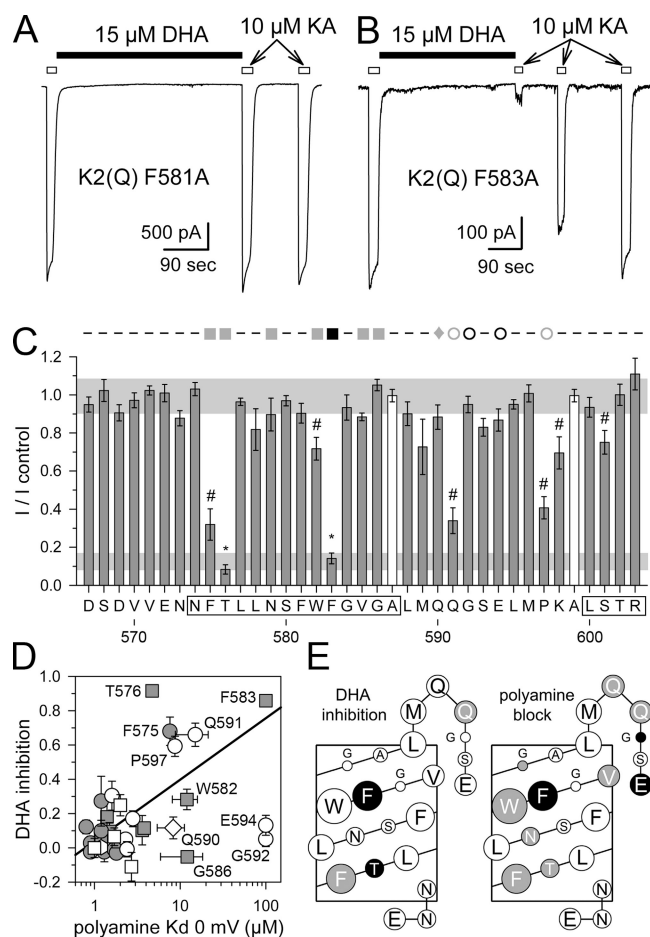 A
15 µM DHA
10 µM KA
K2(Q) F581A
500 pA
90 sec
B
15 µM DHA
10 µM KA
K2(Q) F583A
100 pA
90 sec
C
I / I control
1.2
1.0
0.8
0.6
0.4
0.2
0.0
#
*
#
*
#
#
#
#
D S D V V E N N F T L L N S F W F G V G A L M Q Q G S E L M P K A L S T R
570 580 590 600
D
DHA inhibition
1.0
0.8
0.6
0.4
0.2
0.0
-0.2
T576
F583
F575
Q591
P597
W582
E594
Q590
G592
G586
1 10 100
polyamine Kd 0 mV (µM)
E
DHA inhibition
Q
M Q
G
L
G A S
E
W F G V
L N S F
F T L
N
E N
polyamine block
Q
M Q
G
L
G A S
E
W F G V
L N S F
F T L
N
E N